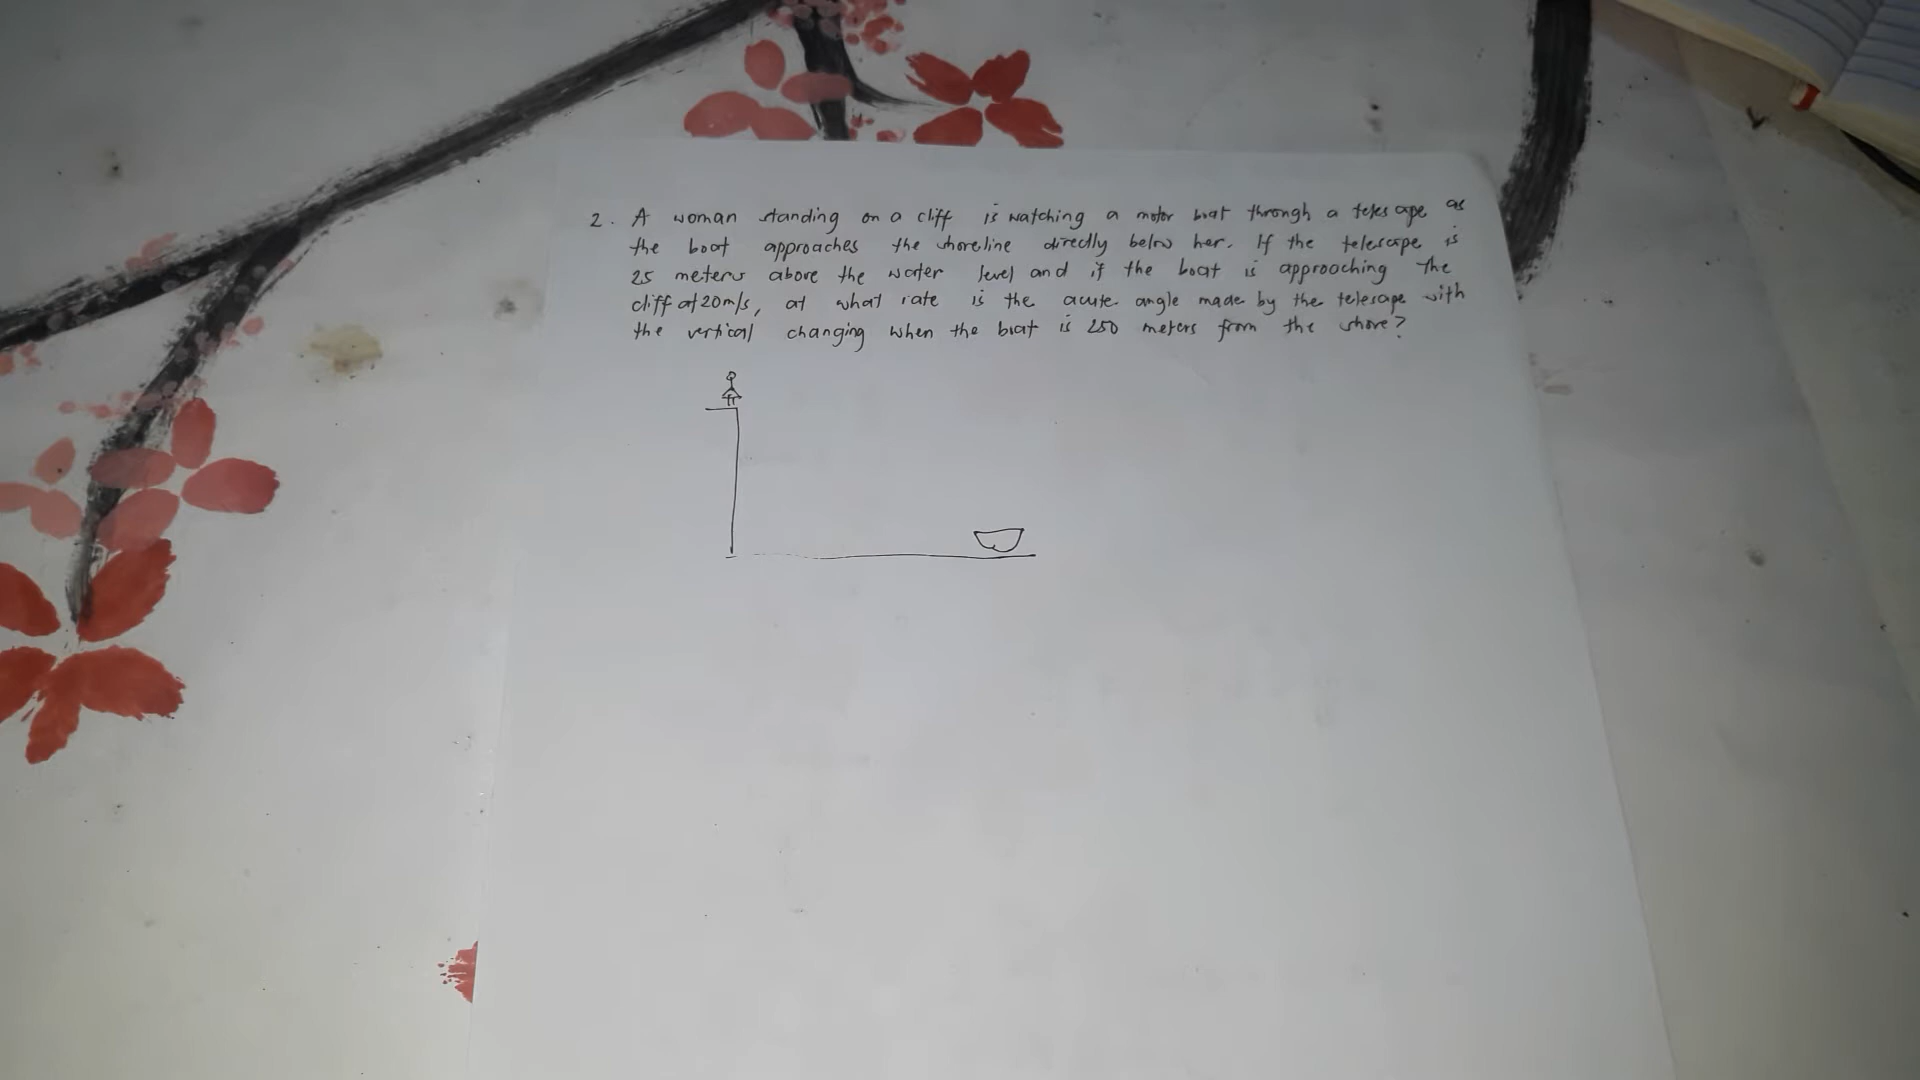 2. A woman standing on a cliff is watching a motor boat through a telescope as
the boat approaches the shoreline directly below her. If the telescope is
25 meters above the water level and if the boat is approaching the
cliff at 20 m/s, at what rate is the acute angle made by the telescope with
the vertical changing when the boat is 250 meters from the shore?